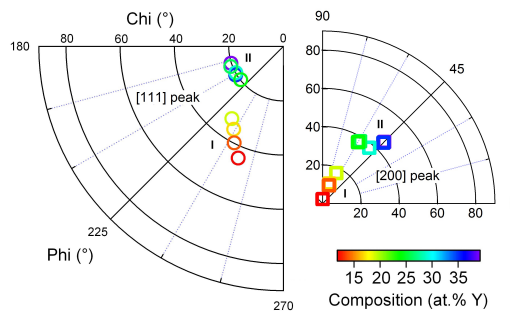 Chi (°)
180 80 60 40 20 0
II
[111] peak
I
225
Phi (°)
270
90
80
60
40
20
45
II
[200] peak
I
20 40 60 80
15 20 25 30 35
Composition (at.% Y)